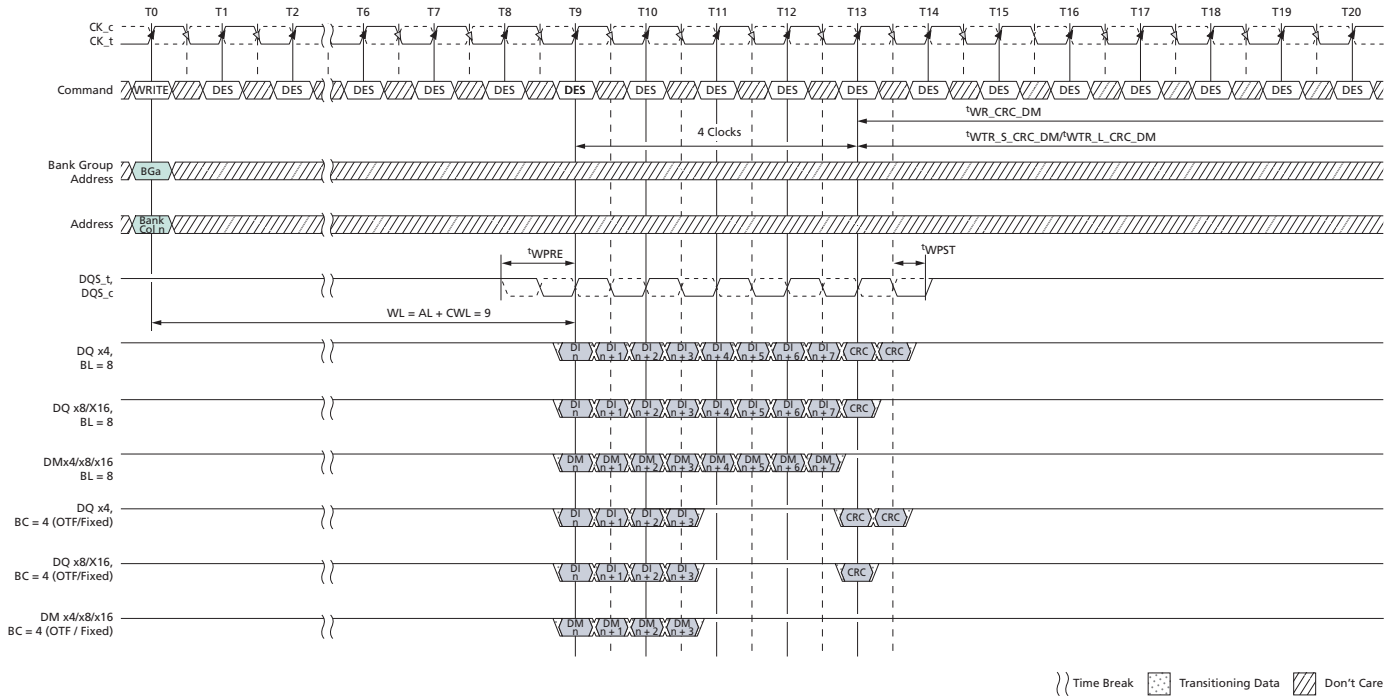 T0 T1 T2 T6 T7 T8 T9 T10 T11 T12 T13 T14 T15 T16 T17 T18 T19 T20
CK_c
CK_t
Command WRITE DES DES DES DES DES DES DES DES DES DES DES DES DES DES DES DES DES
tWR_CRC_DM
4 Clocks
tWTR_S_CRC_DM/tWTR_L_CRC_DM
Bank Group
Address
BGa
Address
Bank
Col n
tWPRE
tWPST
DQS_t,
DQS_c
WL = AL + CWL = 9
DQ x4,
BL = 8
DI DI DI DI DI DI DI DI CRC CRC
n n + 1 n + 2 n + 3 n + 4 n + 5 n + 6 n + 7
DQ x8/X16,
BL = 8
DI DI DI DI DI DI DI DI CRC
n n + 1 n + 2 n + 3 n + 4 n + 5 n + 6 n + 7
DMx4/x8/x16
BL = 8
DM DM DM DM DM DM DM DM
n n + 1 n + 2 n + 3 n + 4 n + 5 n + 6 n + 7
DQ x4,
BC = 4 (OTF/Fixed)
DI DI DI DI CRC CRC
n n + 1 n + 2 n + 3
DQ x8/X16,
BC = 4 (OTF/Fixed)
DI DI DI DI CRC
n n + 1 n + 2 n + 3
DM x4/x8/x16
BC = 4 (OTF / Fixed)
DM DM DM DM
n n + 1 n + 2 n + 3
Time Break Transitioning Data Don't Care